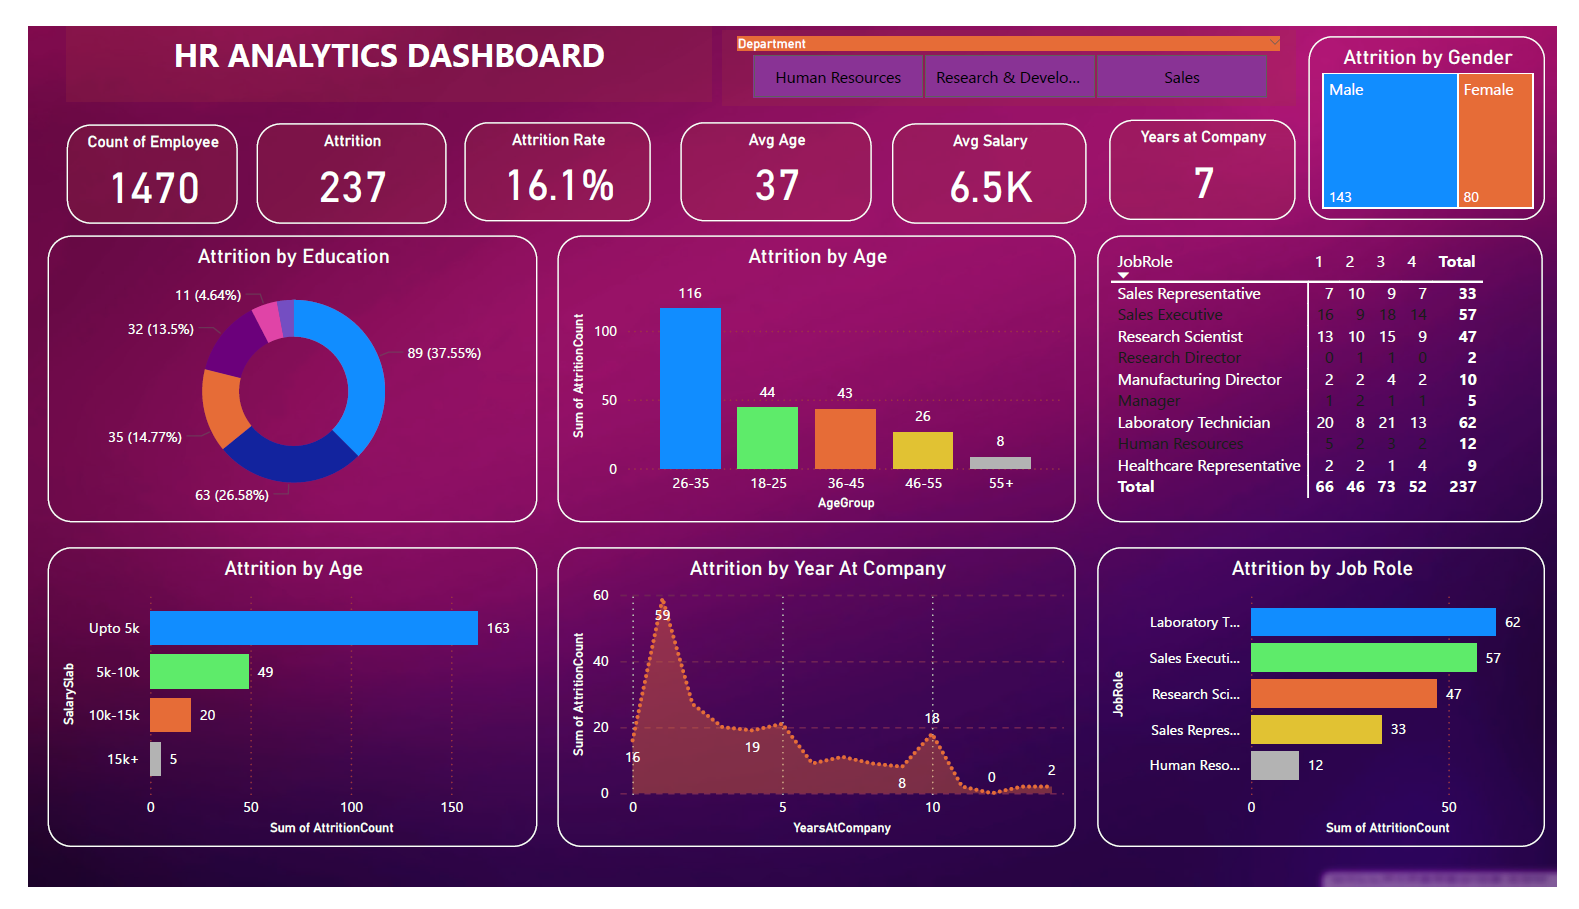 HR ANALYTICS DASHBOARD
Department
Human Resources
Research & Develo...
Sales
Attrition by Gender
Male
Female
143
80
Count of Employee
1470
Attrition
237
Attrition Rate
16.1%
Avg Age
37
Avg Salary
6.5K
Years at Company
7
Attrition by Education
11 (4.64%)
32 (13.5%)
89 (37.55%)
35 (14.77%)
63 (26.58%)
Attrition by Age
Sum of AttritionCount
100
50
0
116
44
43
26
8
26-35
18-25
36-45
46-55
55+
AgeGroup
JobRole 1 2 3 4 Total
Sales Representative 7 10 9 7 33
Sales Executive 16 9 18 14 57
Research Scientist 13 10 15 9 47
Research Director 0 1 1 0 2
Manufacturing Director 2 2 4 2 10
Manager 1 2 1 1 5
Laboratory Technician 20 8 21 13 62
Human Resources 5 2 3 2 12
Healthcare Representative 2 2 1 4 9
Total 66 46 73 52 237
Attrition by Age
SalarySlab
Upto 5k 163
5k-10k 49
10k-15k 20
15k+ 5
0 50 100 150
Sum of AttritionCount
Attrition by Year At Company
Sum of AttritionCount
60
40
20
0
16
59
19
8
18
0
2
0 5 10
YearsAtCompany
Attrition by Job Role
JobRole
Laboratory T... 62
Sales Executi... 57
Research Sci... 47
Sales Repres... 33
Human Reso... 12
0 50
Sum of AttritionCount